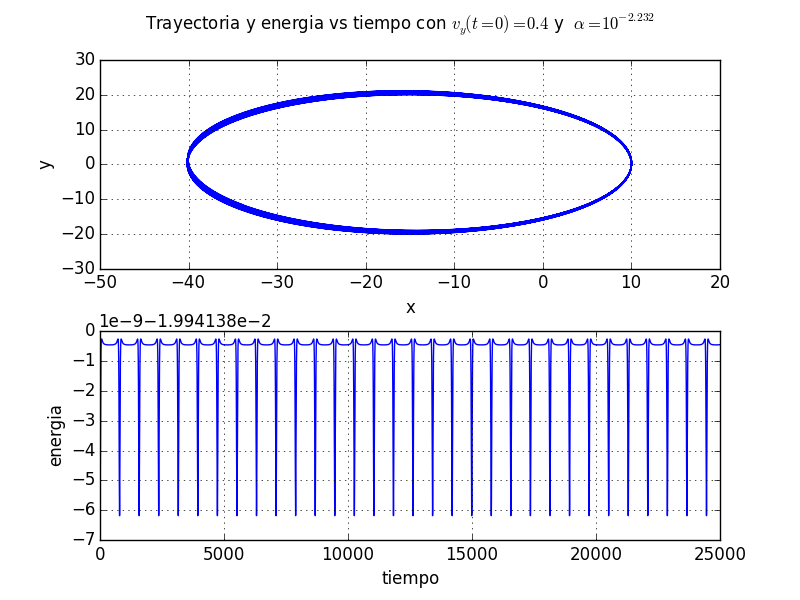 Trayectoria y energia vs tiempo con v_y(t=0)=0.4 y α=10^{-2.232}
30
20
10
0
−10
−20
−30
y
−50 −40 −30 −20 −10 0 10 20
x
1e−9−1.994138e−2
0
−1
−2
−3
−4
−5
−6
−7
energia
0 5000 10000 15000 20000 25000
tiempo